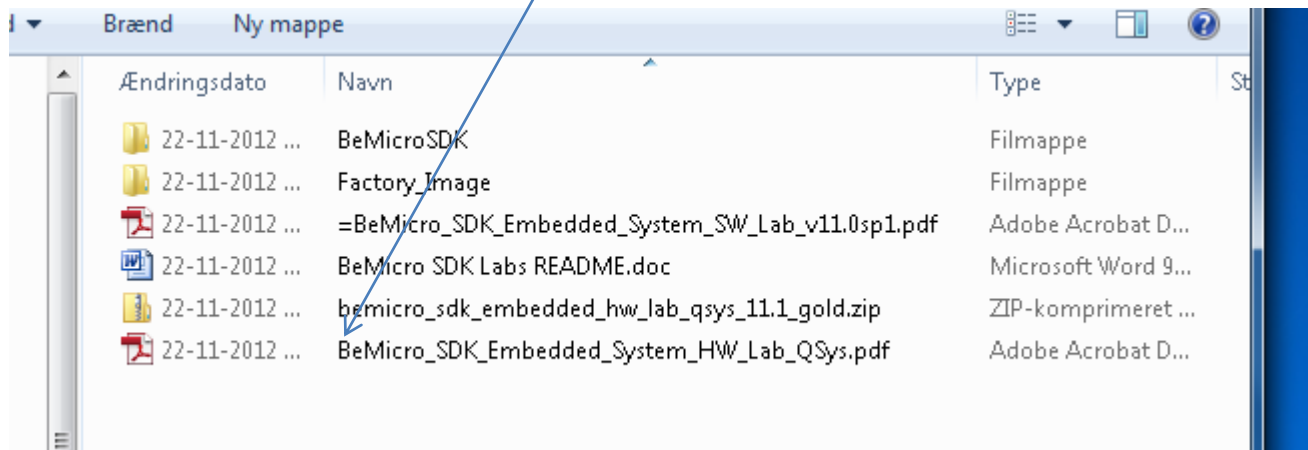 Brænd Ny mappe
Ændringsdato Navn Type
22-11-2012 ... BeMicroSDK Filmappe
22-11-2012 ... Factory_Image Filmappe
22-11-2012 ... =BeMicro_SDK_Embedded_System_SW_Lab_v11.0sp1.pdf Adobe Acrobat D...
22-11-2012 ... BeMicro SDK Labs README.doc Microsoft Word 9...
22-11-2012 ... bemicro_sdk_embedded_hw_lab_qsys_11.1_gold.zip ZIP-komprimeret ...
22-11-2012 ... BeMicro_SDK_Embedded_System_HW_Lab_QSys.pdf Adobe Acrobat D...